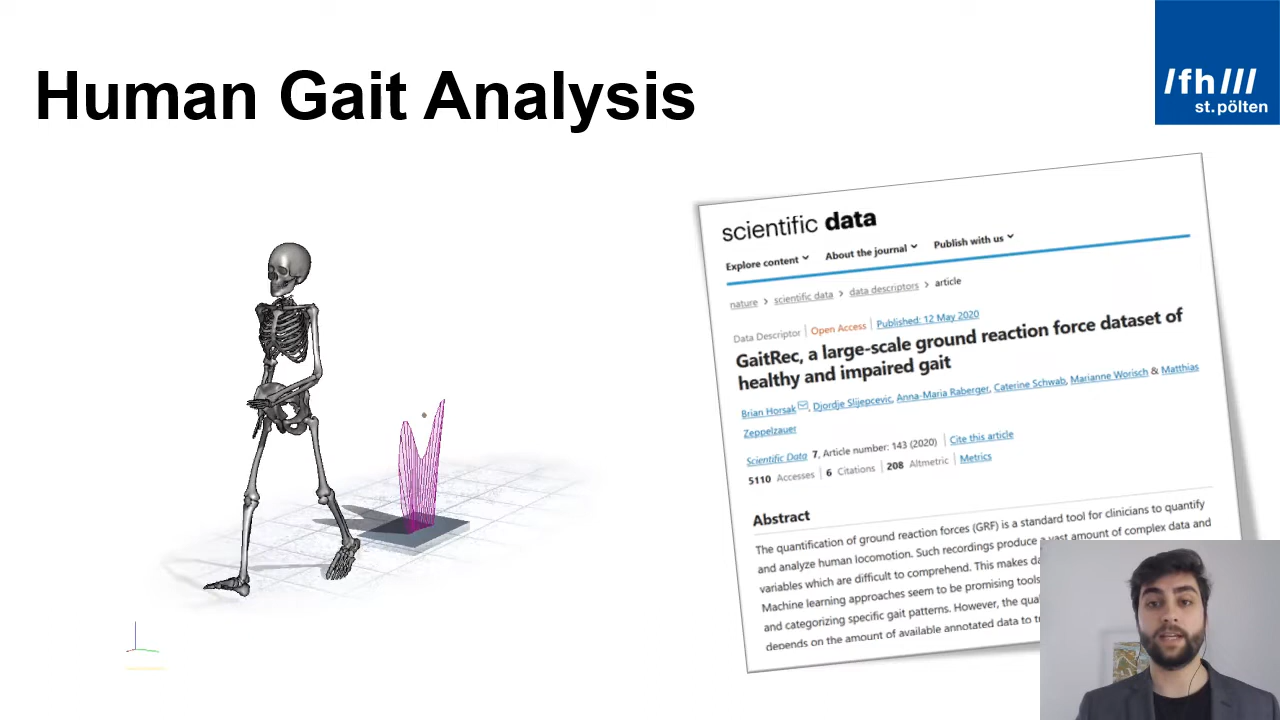 Human Gait Analysis
/fh///
st.pölten
scientific data
Explore content
About the journal
Publish with us
nature > scientific data > data descriptors > article
Data Descriptor | Open Access | Published: 12 May 2020
GaitRec, a large-scale ground reaction force dataset of
healthy and impaired gait
Brian Horsak, Djordje Slijepcevic, Anna-Maria Raberger, Caterine Schwab, Marianne Worisch & Matthias
Zeppelzauer
Scientific Data 7, Article number: 143 (2020) | Cite this article
5110 Accesses | 6 Citations | 208 Altmetric | Metrics
Abstract
The quantification of ground reaction forces (GRF) is a standard tool for clinicians to quantify
and analyze human locomotion. Such recordings produce a vast amount of complex data and
variables which are difficult to comprehend. This makes da
Machine learning approaches seem to be promising tools
and categorizing specific gait patterns. However, the qua
depends on the amount of available annotated data to tr